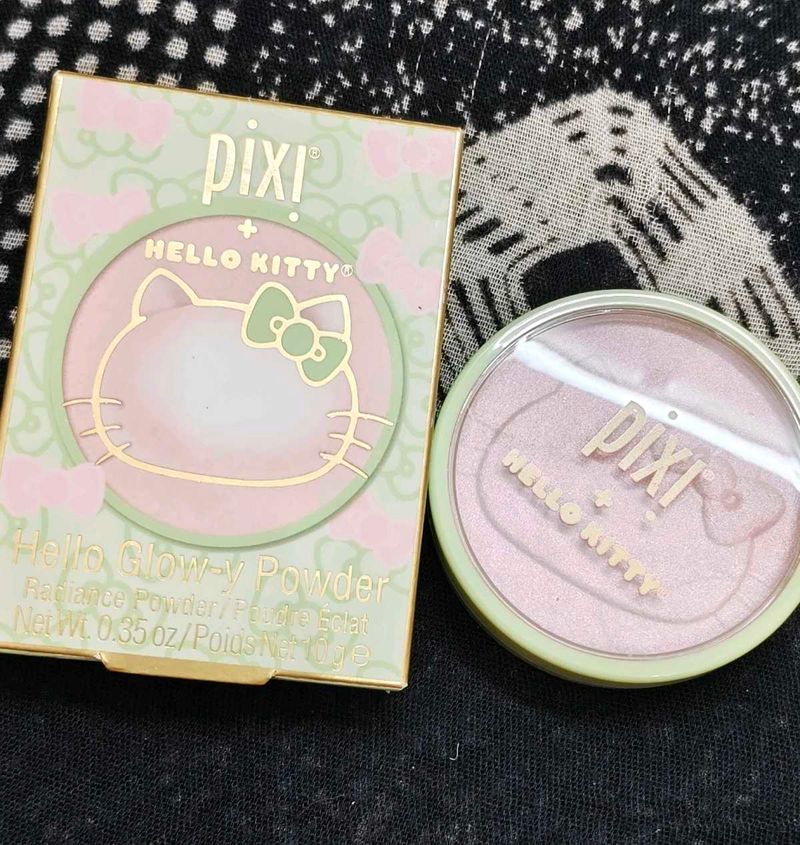 pixi®
+
HELLO KITTY®
Hello Glow-y Powder
Radiance Powder/Poudre Éclat
Net Wt. 0.35 oz/Poids Net 10 g e
pixi®
+
HELLO KITTY®